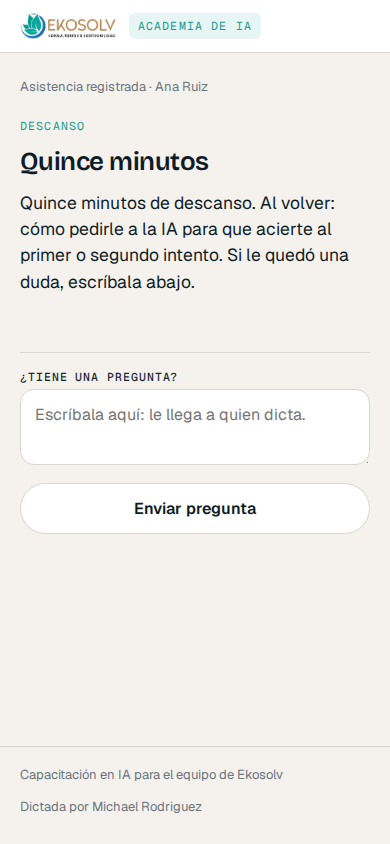 EKOSOLV
ACADEMIA DE IA
Asistencia registrada · Ana Ruiz
DESCANSO
Quince minutos
Quince minutos de descanso. Al volver:
cómo pedirle a la IA para que acierte al
primer o segundo intento. Si le quedó una
duda, escríbala abajo.
¿TIENE UNA PREGUNTA?
Escríbala aquí: le llega a quien dicta.
Enviar pregunta
Capacitación en IA para el equipo de Ekosolv
Dictada por Michael Rodriguez